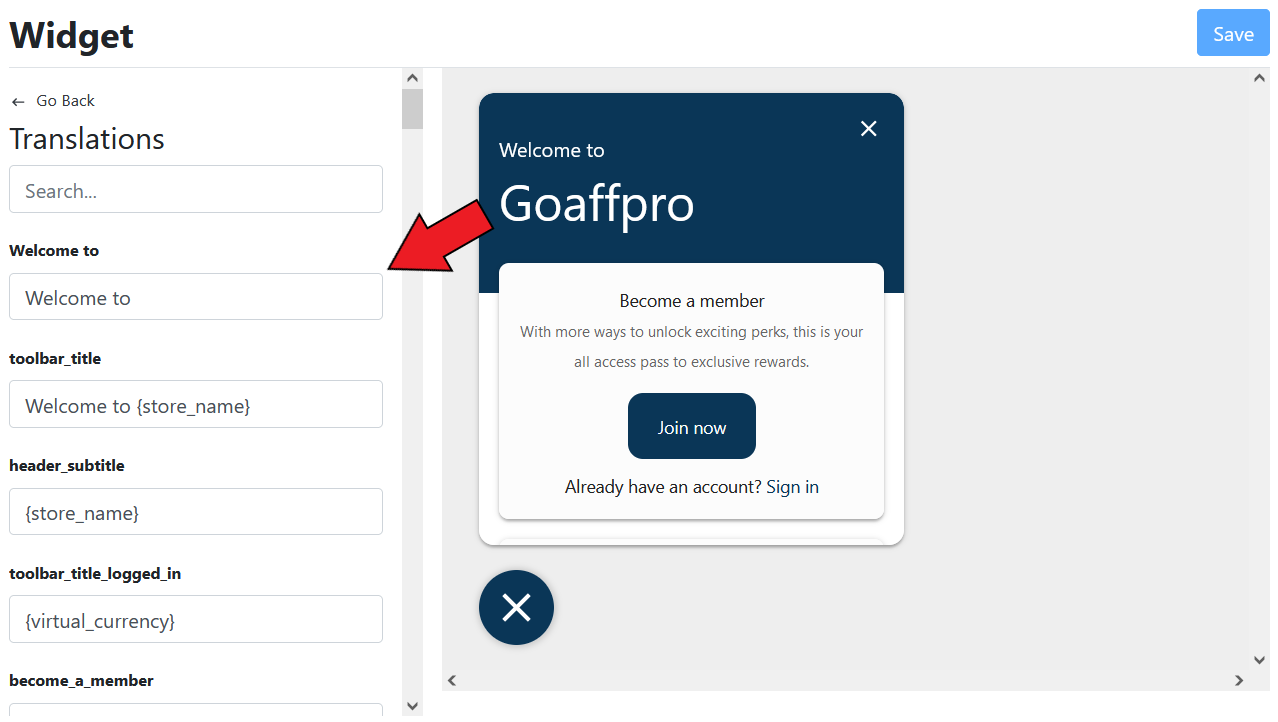 Widget
Save
Go Back
Translations
Search...
Welcome to
Welcome to
toolbar_title
Welcome to {store_name}
header_subtitle
{store_name}
toolbar_title_logged_in
{virtual_currency}
become_a_member
Welcome to
Goaffpro
Become a member
With more ways to unlock exciting perks, this is your
all access pass to exclusive rewards.
Join now
Already have an account? Sign in